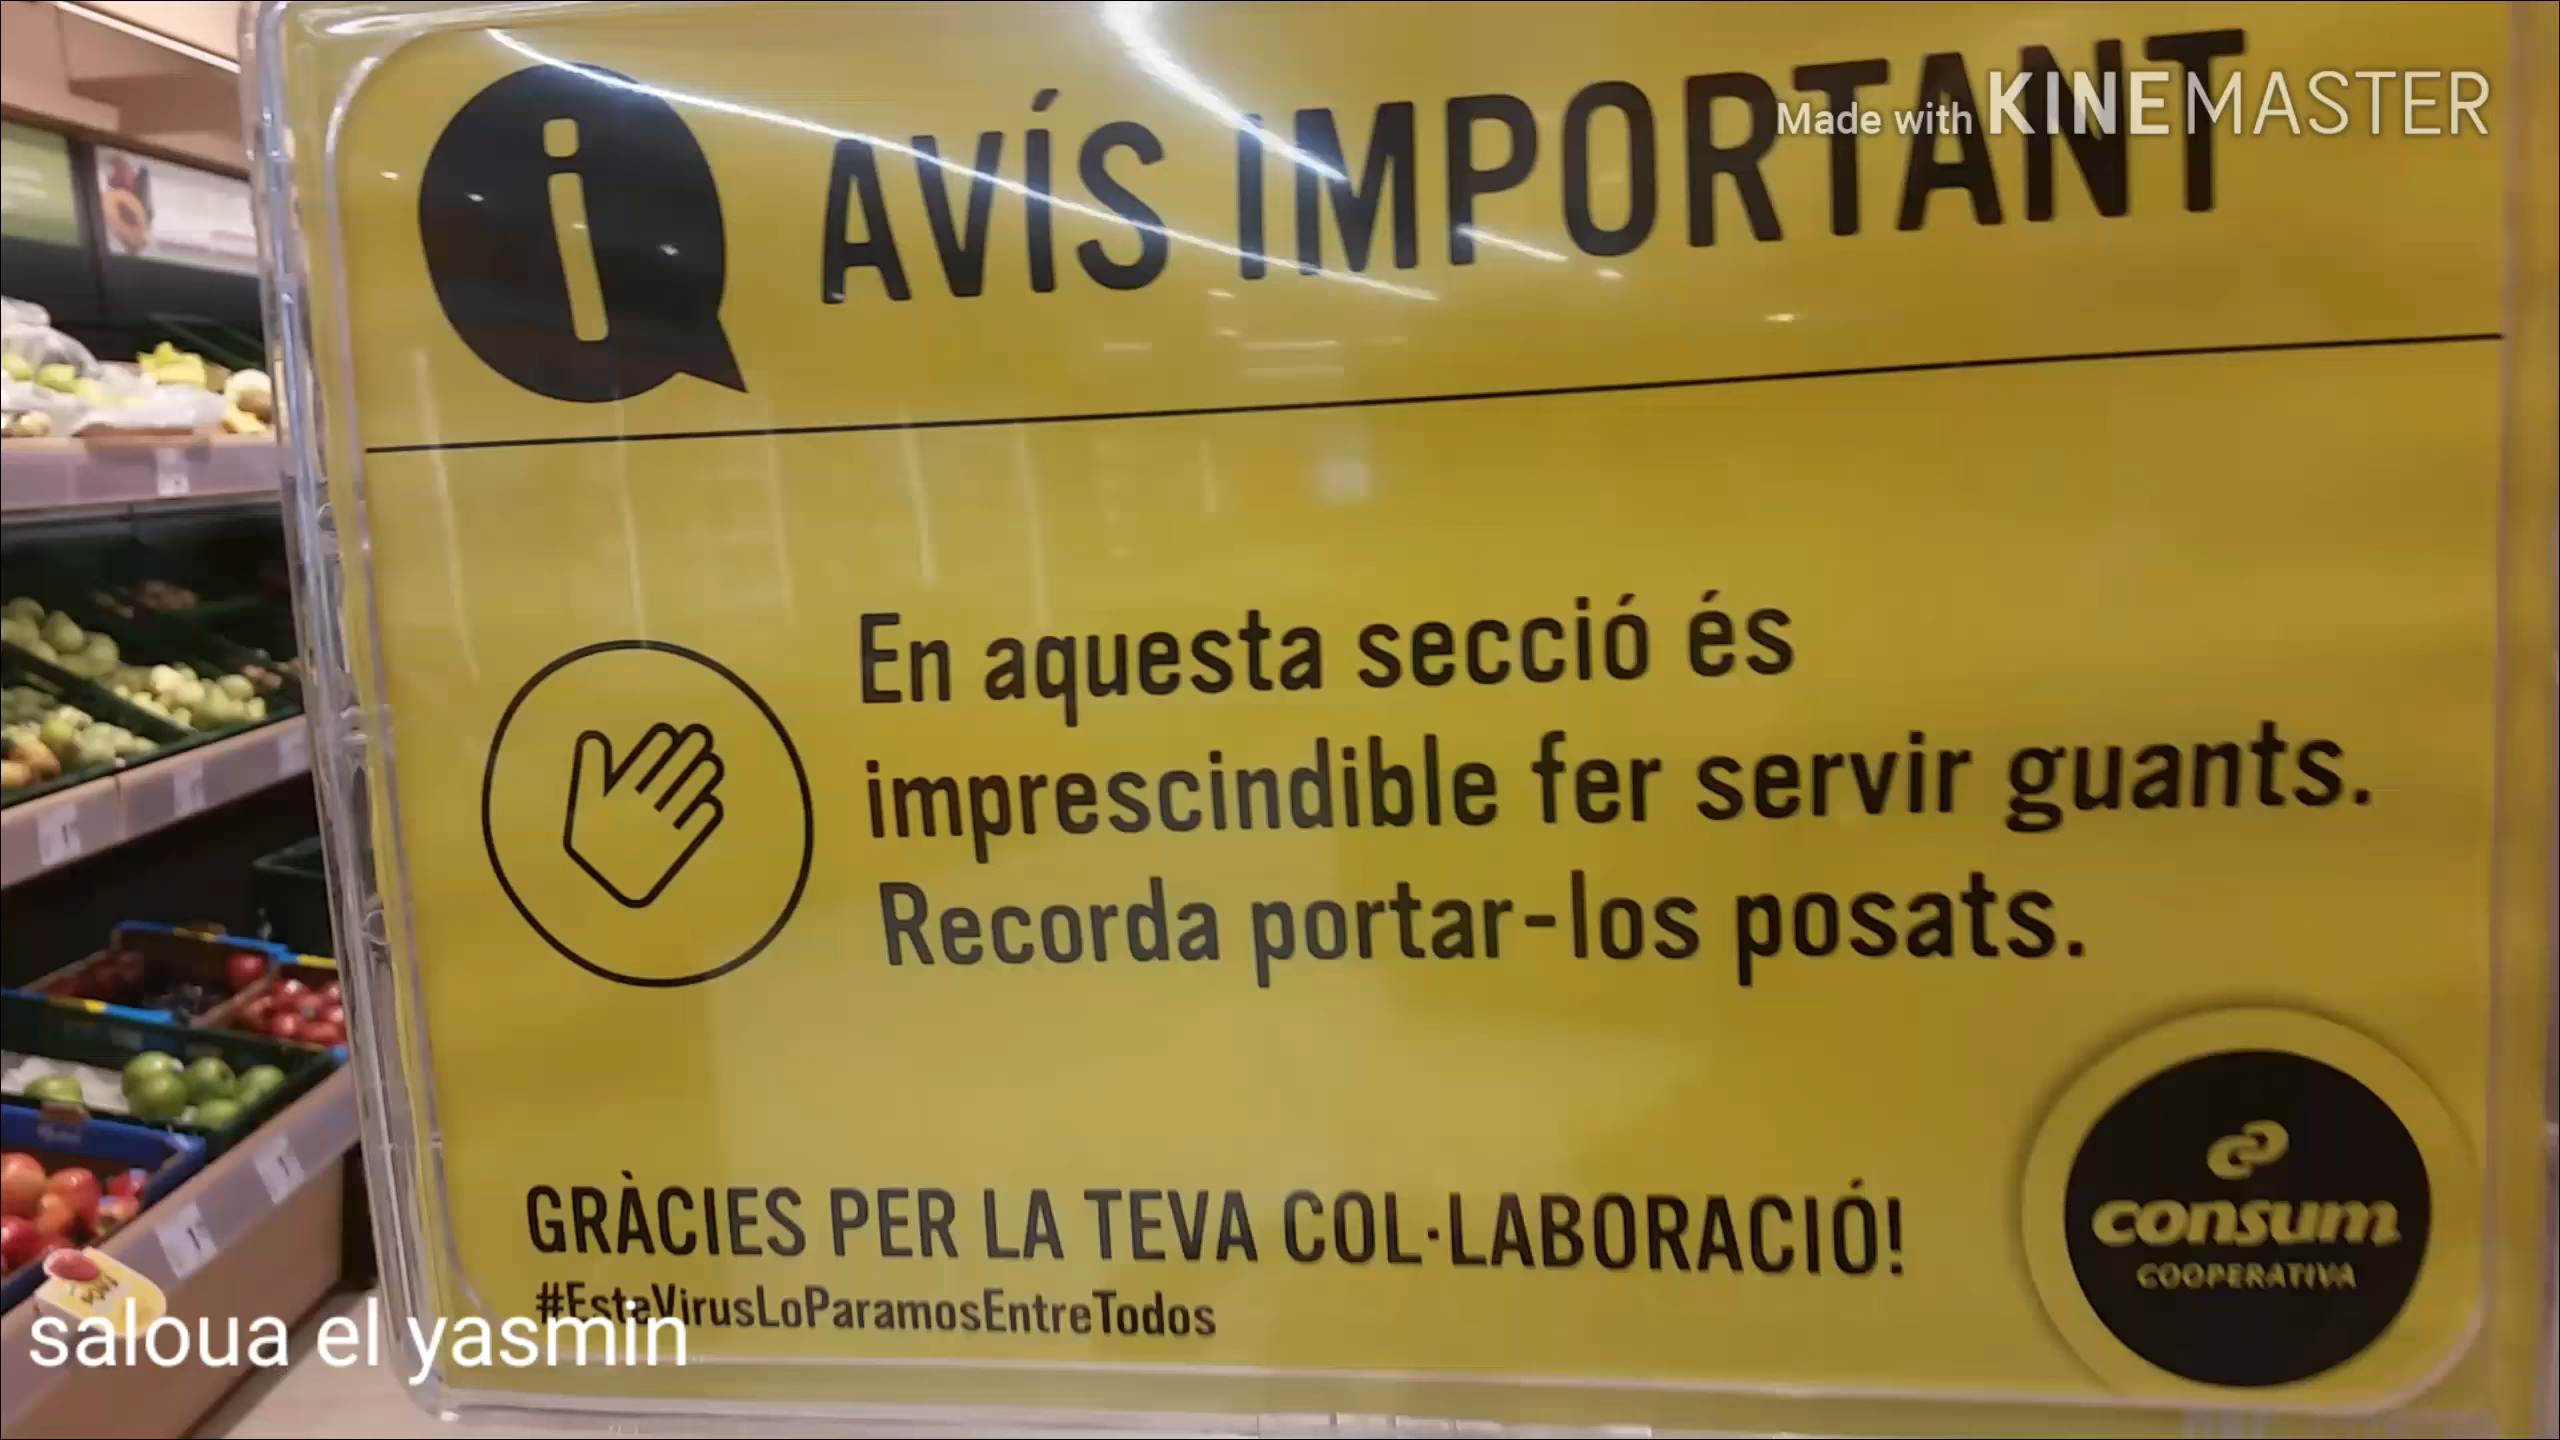 Made with KINEMASTER
AVÍS IMPORTANT
En aquesta secció és
imprescindible fer servir guants.
Recorda portar-los posats.
GRÀCIES PER LA TEVA COL·LABORACIÓ!
#EsteVirusLoParamosEntreTodos
consum
COOPERATIVA
saloua el yasmin